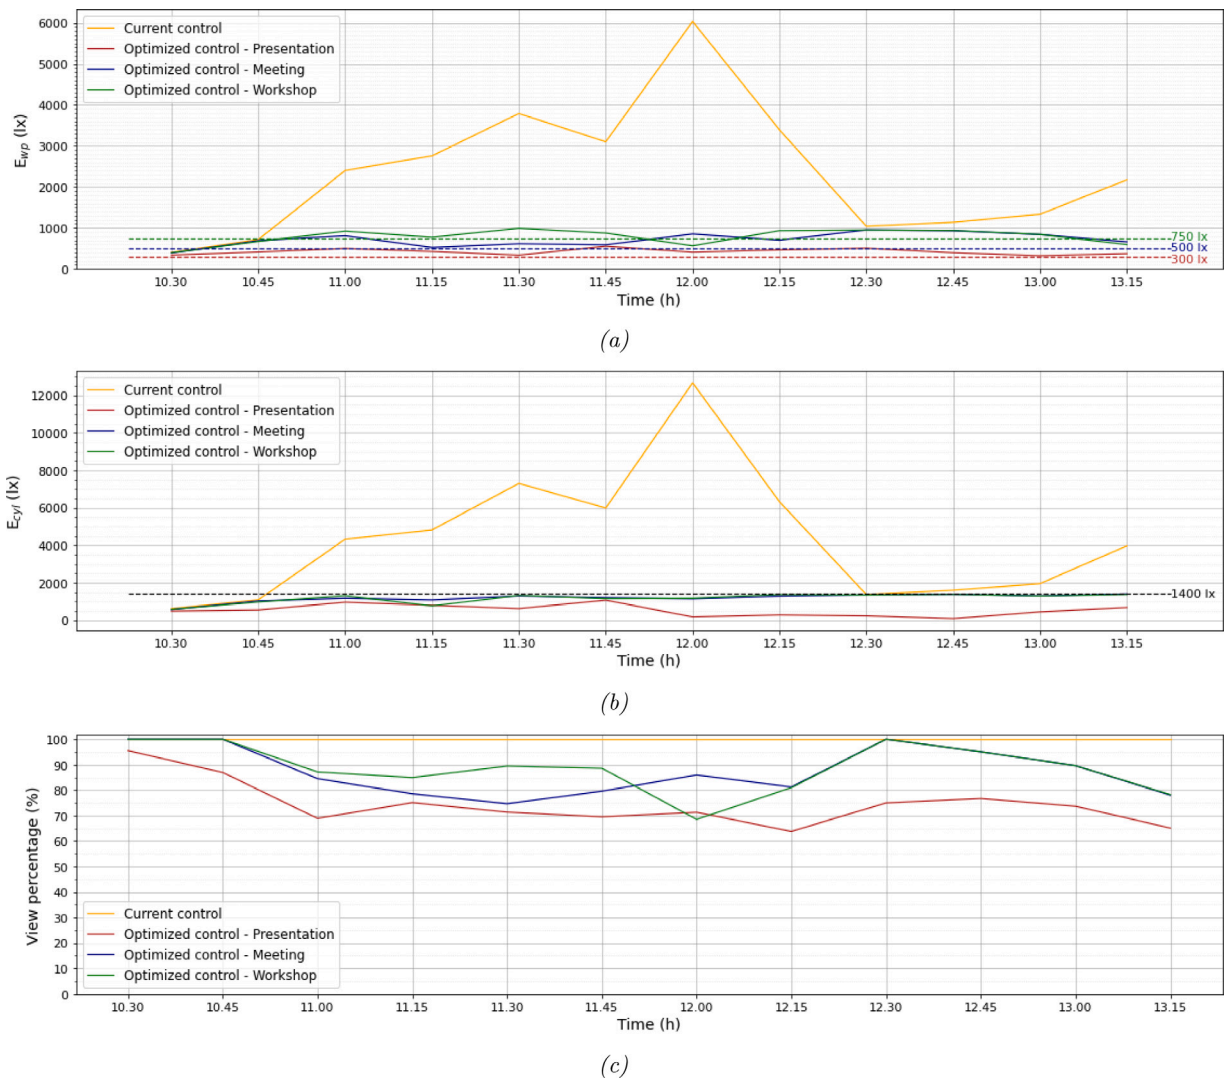 6000
5000
4000
3000
2000
1000
0
E_wp (lx)
Current control
Optimized control - Presentation
Optimized control - Meeting
Optimized control - Workshop
750 lx
500 lx
300 lx
10.30 10.45 11.00 11.15 11.30 11.45 12.00 12.15 12.30 12.45 13.00 13.15
Time (h)
(a)
12000
10000
8000
6000
4000
2000
0
E_cyl (lx)
Current control
Optimized control - Presentation
Optimized control - Meeting
Optimized control - Workshop
1400 lx
10.30 10.45 11.00 11.15 11.30 11.45 12.00 12.15 12.30 12.45 13.00 13.15
Time (h)
(b)
100
90
80
70
60
50
40
30
20
10
0
View percentage (%)
Current control
Optimized control - Presentation
Optimized control - Meeting
Optimized control - Workshop
10.30 10.45 11.00 11.15 11.30 11.45 12.00 12.15 12.30 12.45 13.00 13.15
Time (h)
(c)